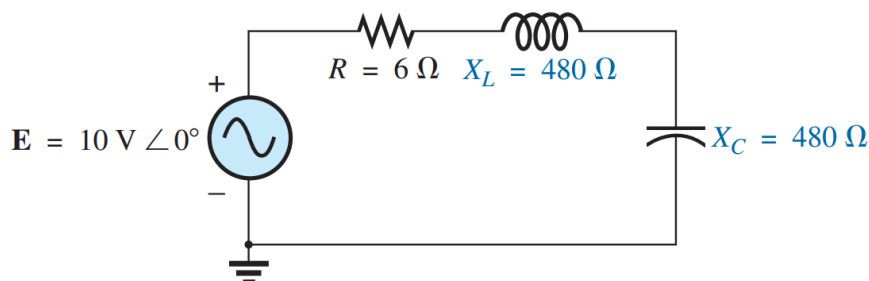 +
R = 6 Ω
X_L = 480 Ω
E = 10 V ∠0°
X_C = 480 Ω
−